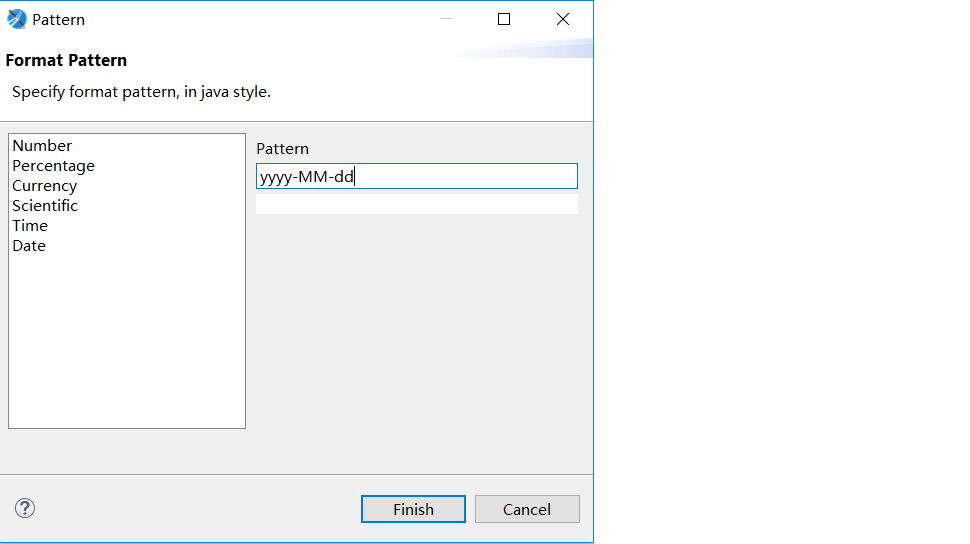 Pattern
Format Pattern
Specify format pattern, in java style.
Number
Percentage
Currency
Scientific
Time
Date
Pattern
yyyy-MM-dd
?
Finish
Cancel